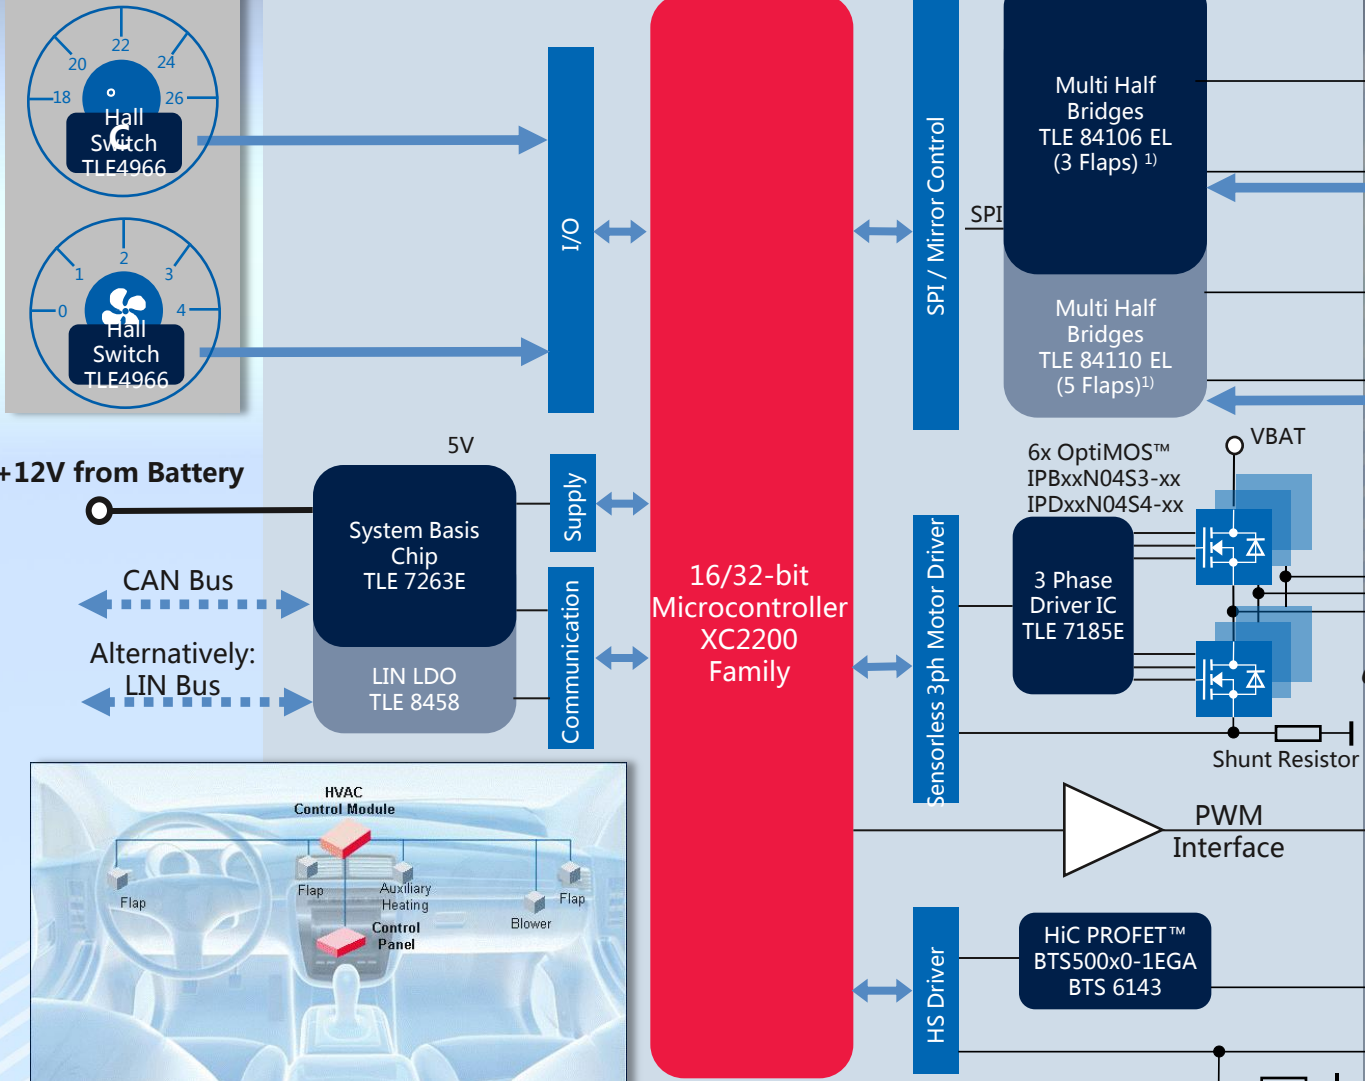 22
20
24
18
26
°
C
Hall
Switch
TLE4966
2
1
3
0
4
Hall
Switch
TLE4966
I/O
+12V from Battery
5V
System Basis
Chip
TLE 7263E
Supply
CAN Bus
Alternatively:
LIN Bus
LIN LDO
TLE 8458
Communication
16/32-bit
Microcontroller
XC2200
Family
SPI / Mirror Control
SPI
Multi Half
Bridges
TLE 84106 EL
(3 Flaps) 1)
Multi Half
Bridges
TLE 84110 EL
(5 Flaps)1)
6x OptiMOS™
IPBxxN04S3-xx
IPDxxN04S4-xx
VBAT
Sensorless 3ph Motor Driver
3 Phase
Driver IC
TLE 7185E
Shunt Resistor
PWM
Interface
HS Driver
HiC PROFET™
BTS500x0-1EGA
BTS 6143
HVAC
Control Module
Flap
Flap
Auxiliary
Heating
Blower
Flap
Control
Panel